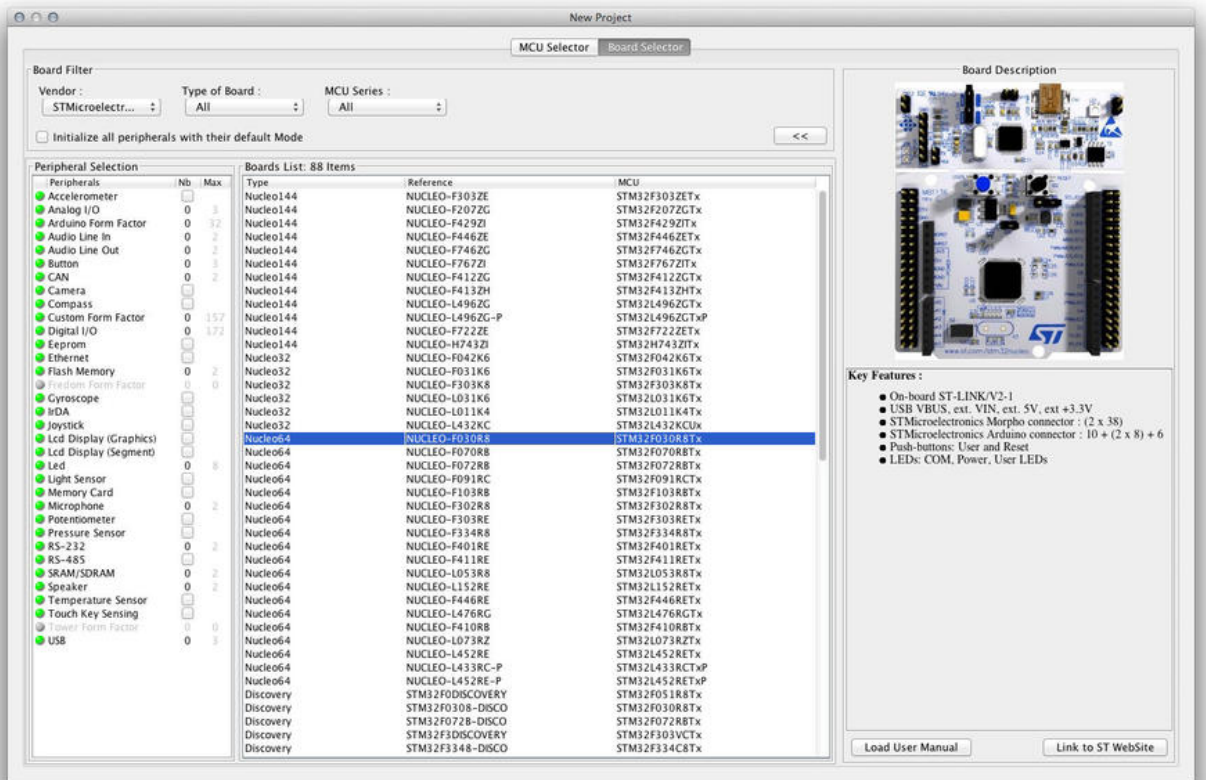 New Project
MCU Selector Board Selector
Board Filter
Vendor : Type of Board : MCU Series :
STMicroelectr... All All
Initialize all peripherals with their default Mode <<
Peripheral Selection
Peripherals Nb Max
Accelerometer
Analog I/O 0 3
Arduino Form Factor 0 32
Audio Line In 0 2
Audio Line Out 0 2
Button 0 3
CAN 0 2
Camera
Compass
Custom Form Factor 0 157
Digital I/O 0 172
Eeprom
Ethernet
Flash Memory 0 2
Fredom Form Factor 0 0
Gyroscope
IrDA
Joystick
Lcd Display (Graphics)
Lcd Display (Segment)
Led 0 8
Light Sensor
Memory Card
Microphone 0 2
Potentiometer
Pressure Sensor
RS-232 0 2
RS-485
SRAM/SDRAM 0 2
Speaker 0 2
Temperature Sensor
Touch Key Sensing
Tower Form Factor 0 0
USB 0 3
Boards List: 88 Items
Type Reference MCU
Nucleo144 NUCLEO-F303ZE STM32F303ZETx
Nucleo144 NUCLEO-F207ZG STM32F207ZGTx
Nucleo144 NUCLEO-F429ZI STM32F429ZITx
Nucleo144 NUCLEO-F446ZE STM32F446ZETx
Nucleo144 NUCLEO-F746ZG STM32F746ZGTx
Nucleo144 NUCLEO-F767ZI STM32F767ZITx
Nucleo144 NUCLEO-F412ZG STM32F412ZGTx
Nucleo144 NUCLEO-F413ZH STM32F413ZHTx
Nucleo144 NUCLEO-L496ZG STM32L496ZGTx
Nucleo144 NUCLEO-L496ZG-P STM32L496ZGTxP
Nucleo144 NUCLEO-F722ZE STM32F722ZETx
Nucleo144 NUCLEO-H743ZI STM32H743ZITx
Nucleo32 NUCLEO-F042K6 STM32F042K6Tx
Nucleo32 NUCLEO-F031K6 STM32F031K6Tx
Nucleo32 NUCLEO-F303K8 STM32F303K8Tx
Nucleo32 NUCLEO-L031K6 STM32L031K6Tx
Nucleo32 NUCLEO-L011K4 STM32L011K4Tx
Nucleo32 NUCLEO-L432KC STM32L432KCUx
Nucleo64 NUCLEO-F030R8 STM32F030R8Tx
Nucleo64 NUCLEO-F070RB STM32F070RBTx
Nucleo64 NUCLEO-F072RB STM32F072RBTx
Nucleo64 NUCLEO-F091RC STM32F091RCTx
Nucleo64 NUCLEO-F103RB STM32F103RBTx
Nucleo64 NUCLEO-F302R8 STM32F302R8Tx
Nucleo64 NUCLEO-F303RE STM32F303RETx
Nucleo64 NUCLEO-F334R8 STM32F334R8Tx
Nucleo64 NUCLEO-F401RE STM32F401RETx
Nucleo64 NUCLEO-F411RE STM32F411RETx
Nucleo64 NUCLEO-L053R8 STM32L053R8Tx
Nucleo64 NUCLEO-L152RE STM32L152RETx
Nucleo64 NUCLEO-F446RE STM32F446RETx
Nucleo64 NUCLEO-L476RG STM32L476RGTx
Nucleo64 NUCLEO-F410RB STM32F410RBTx
Nucleo64 NUCLEO-L073RZ STM32L073RZTx
Nucleo64 NUCLEO-L452RE STM32L452RETx
Nucleo64 NUCLEO-L433RC-P STM32L433RCTxP
Nucleo64 NUCLEO-L452RE-P STM32L452RETxP
Discovery STM32F0DISCOVERY STM32F051R8Tx
Discovery STM32F0308-DISCO STM32F030R8Tx
Discovery STM32F072B-DISCO STM32F072RBTx
Discovery STM32F3DISCOVERY STM32F303VCTx
Discovery STM32F3348-DISCO STM32F334C8Tx
Board Description
ST
www.st.com/stm32nucleo
Key Features :
On-board ST-LINK/V2-1
USB VBUS, ext. VIN, ext. 5V, ext +3.3V
STMicroelectronics Morpho connector : (2 x 38)
STMicroelectronics Arduino connector : 10 + (2 x 8) + 6
Push-buttons: User and Reset
LEDs: COM, Power, User LEDs
Load User Manual Link to ST WebSite